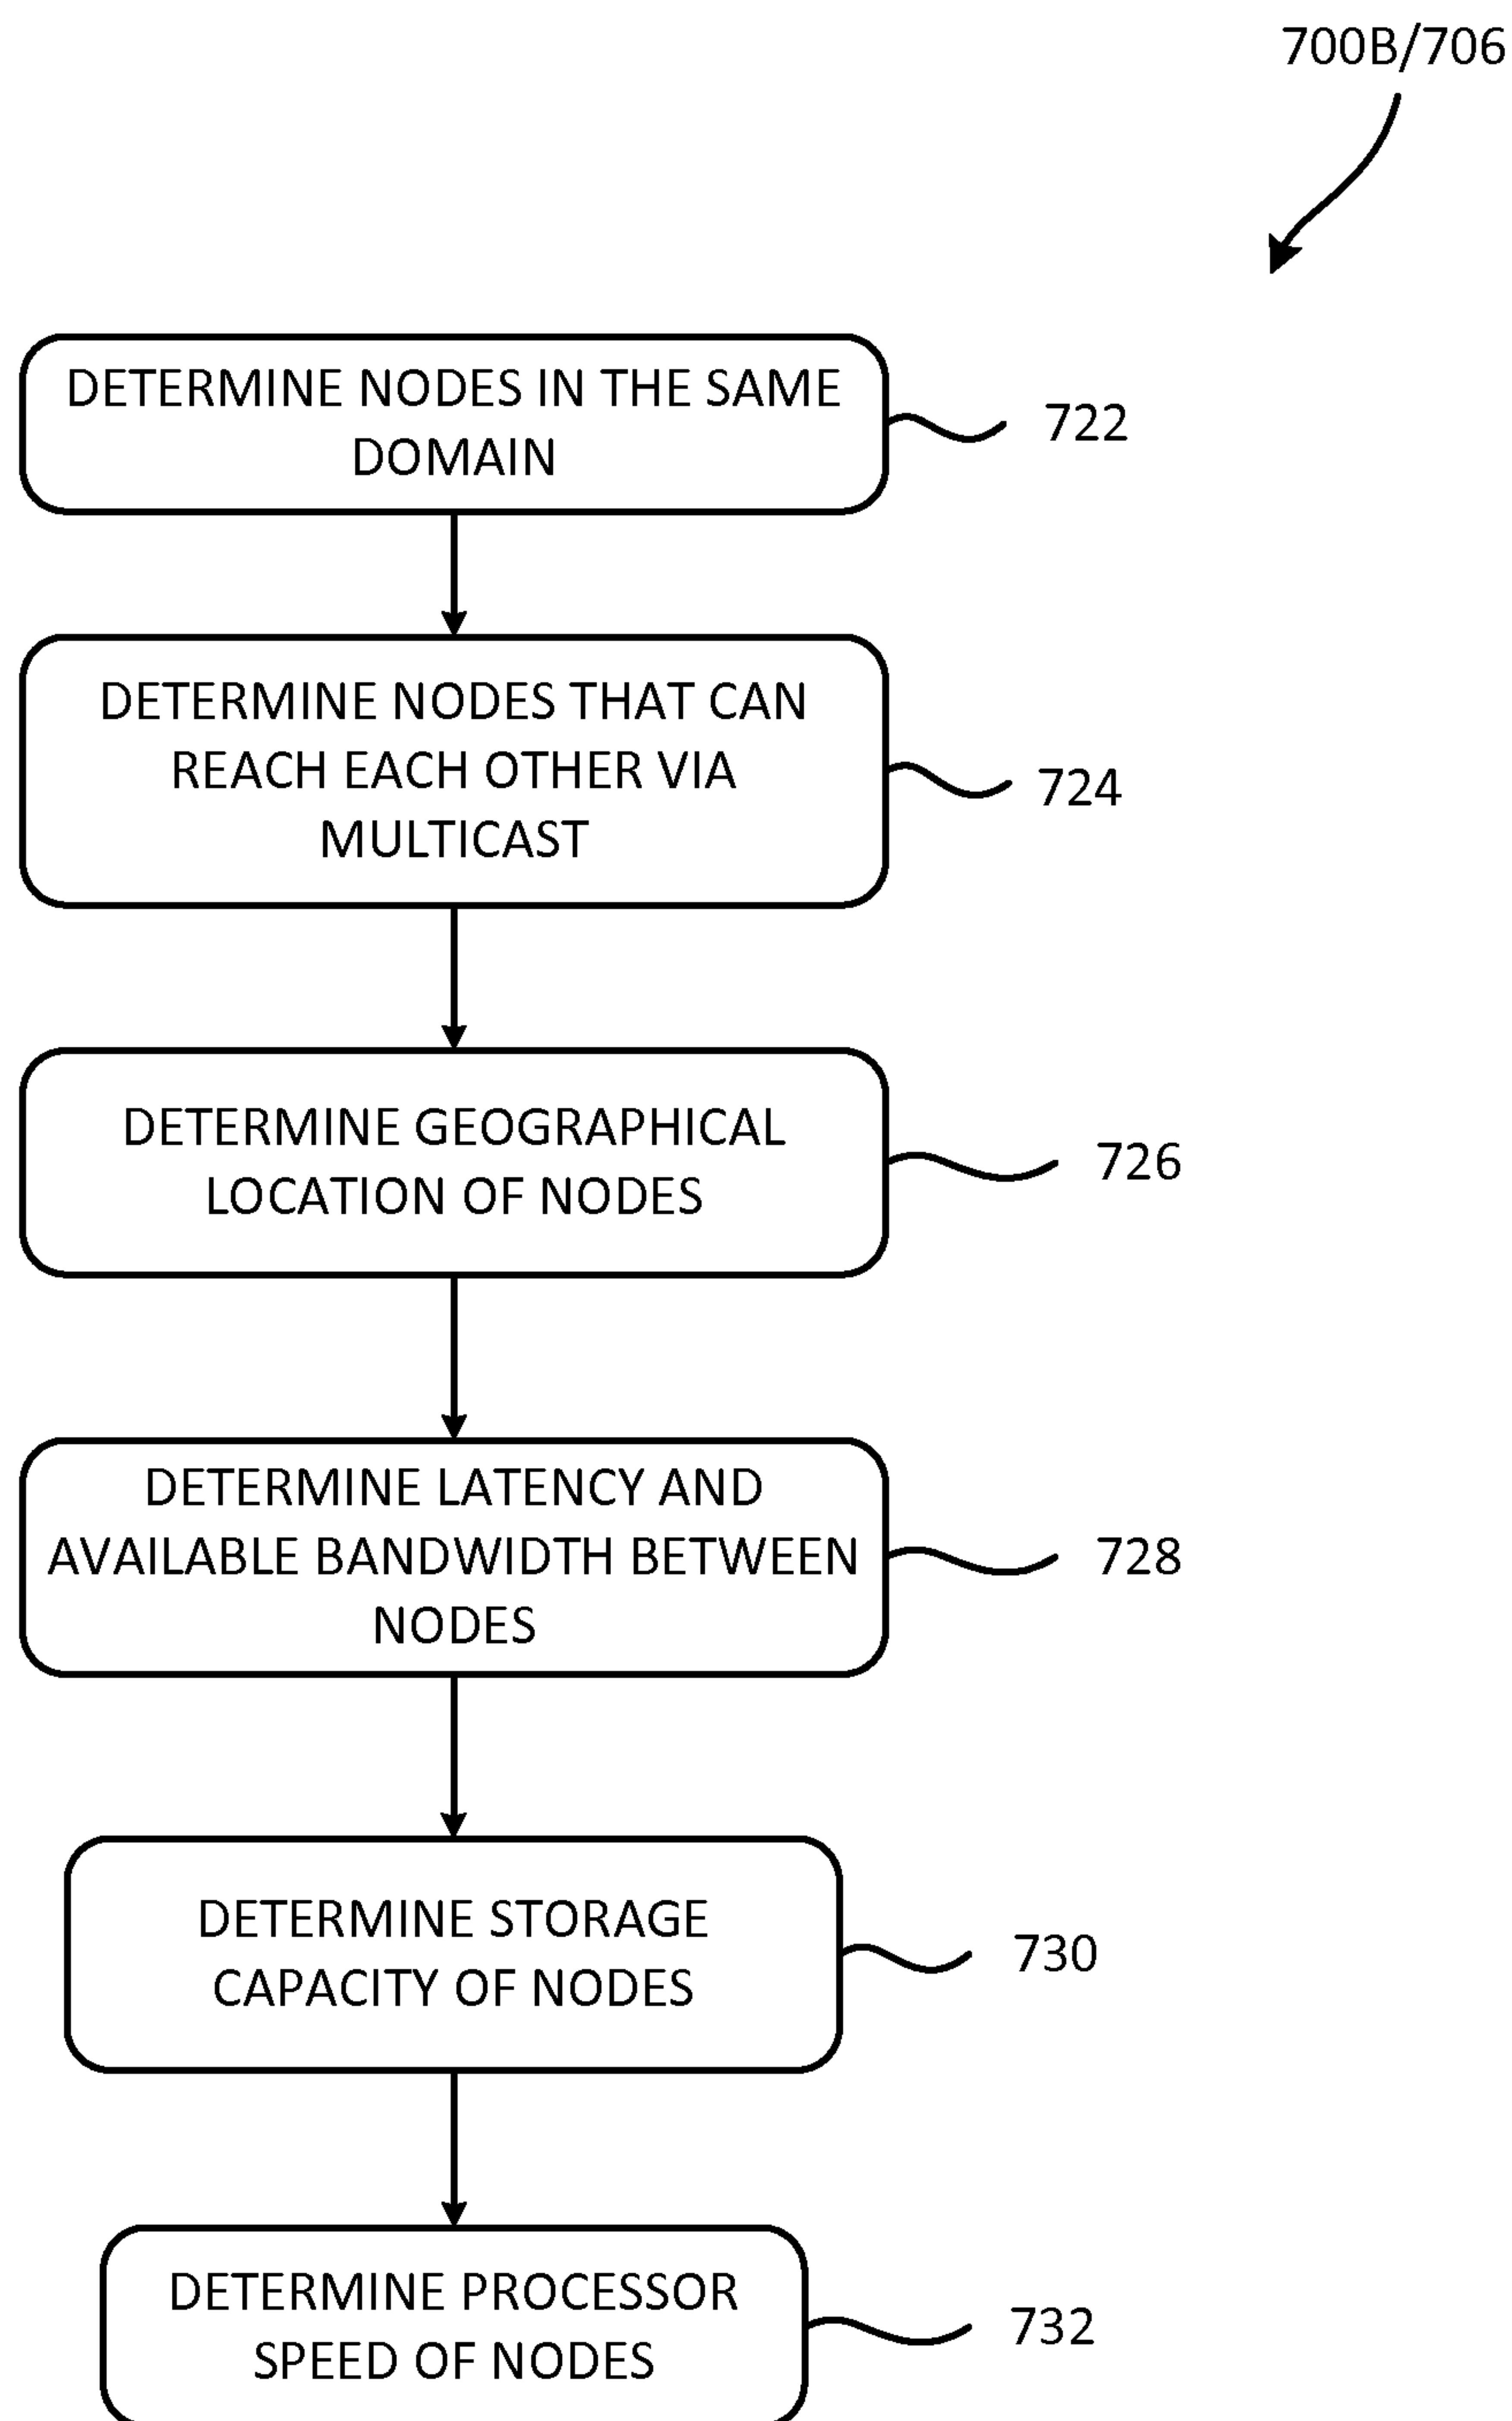 700B/706
DETERMINE NODES IN THE SAME
DOMAIN
722
DETERMINE NODES THAT CAN
REACH EACH OTHER VIA
MULTICAST
724
DETERMINE GEOGRAPHICAL
LOCATION OF NODES
726
DETERMINE LATENCY AND
AVAILABLE BANDWIDTH BETWEEN
NODES
728
DETERMINE STORAGE
CAPACITY OF NODES
730
DETERMINE PROCESSOR
SPEED OF NODES
732